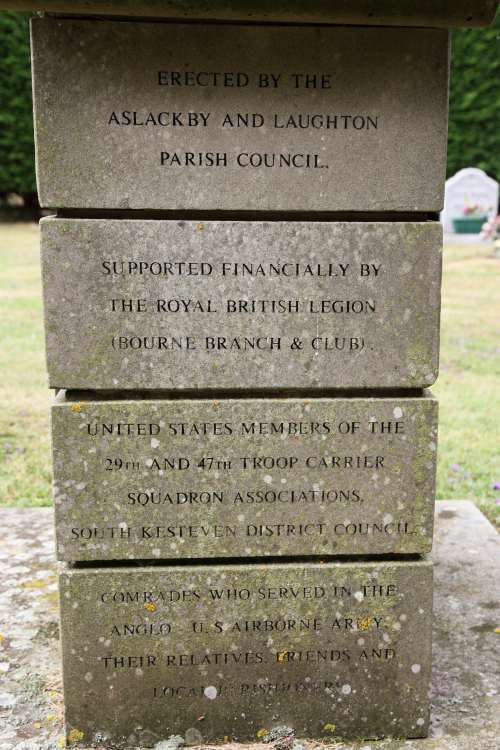 ERECTED BY THE
ASLACKBY AND LAUGHTON
PARISH COUNCIL.
SUPPORTED FINANCIALLY BY
THE ROYAL BRITISH LEGION
(BOURNE BRANCH & CLUB).
UNITED STATES MEMBERS OF THE
29TH AND 47TH TROOP CARRIER
SQUADRON ASSOCIATIONS.
SOUTH KESTEVEN DISTRICT COUNCIL.
COMRADES WHO SERVED IN THE
ANGLO - U.S AIRBORNE ARMY.
THEIR RELATIVES. FRIENDS AND
LOCAL